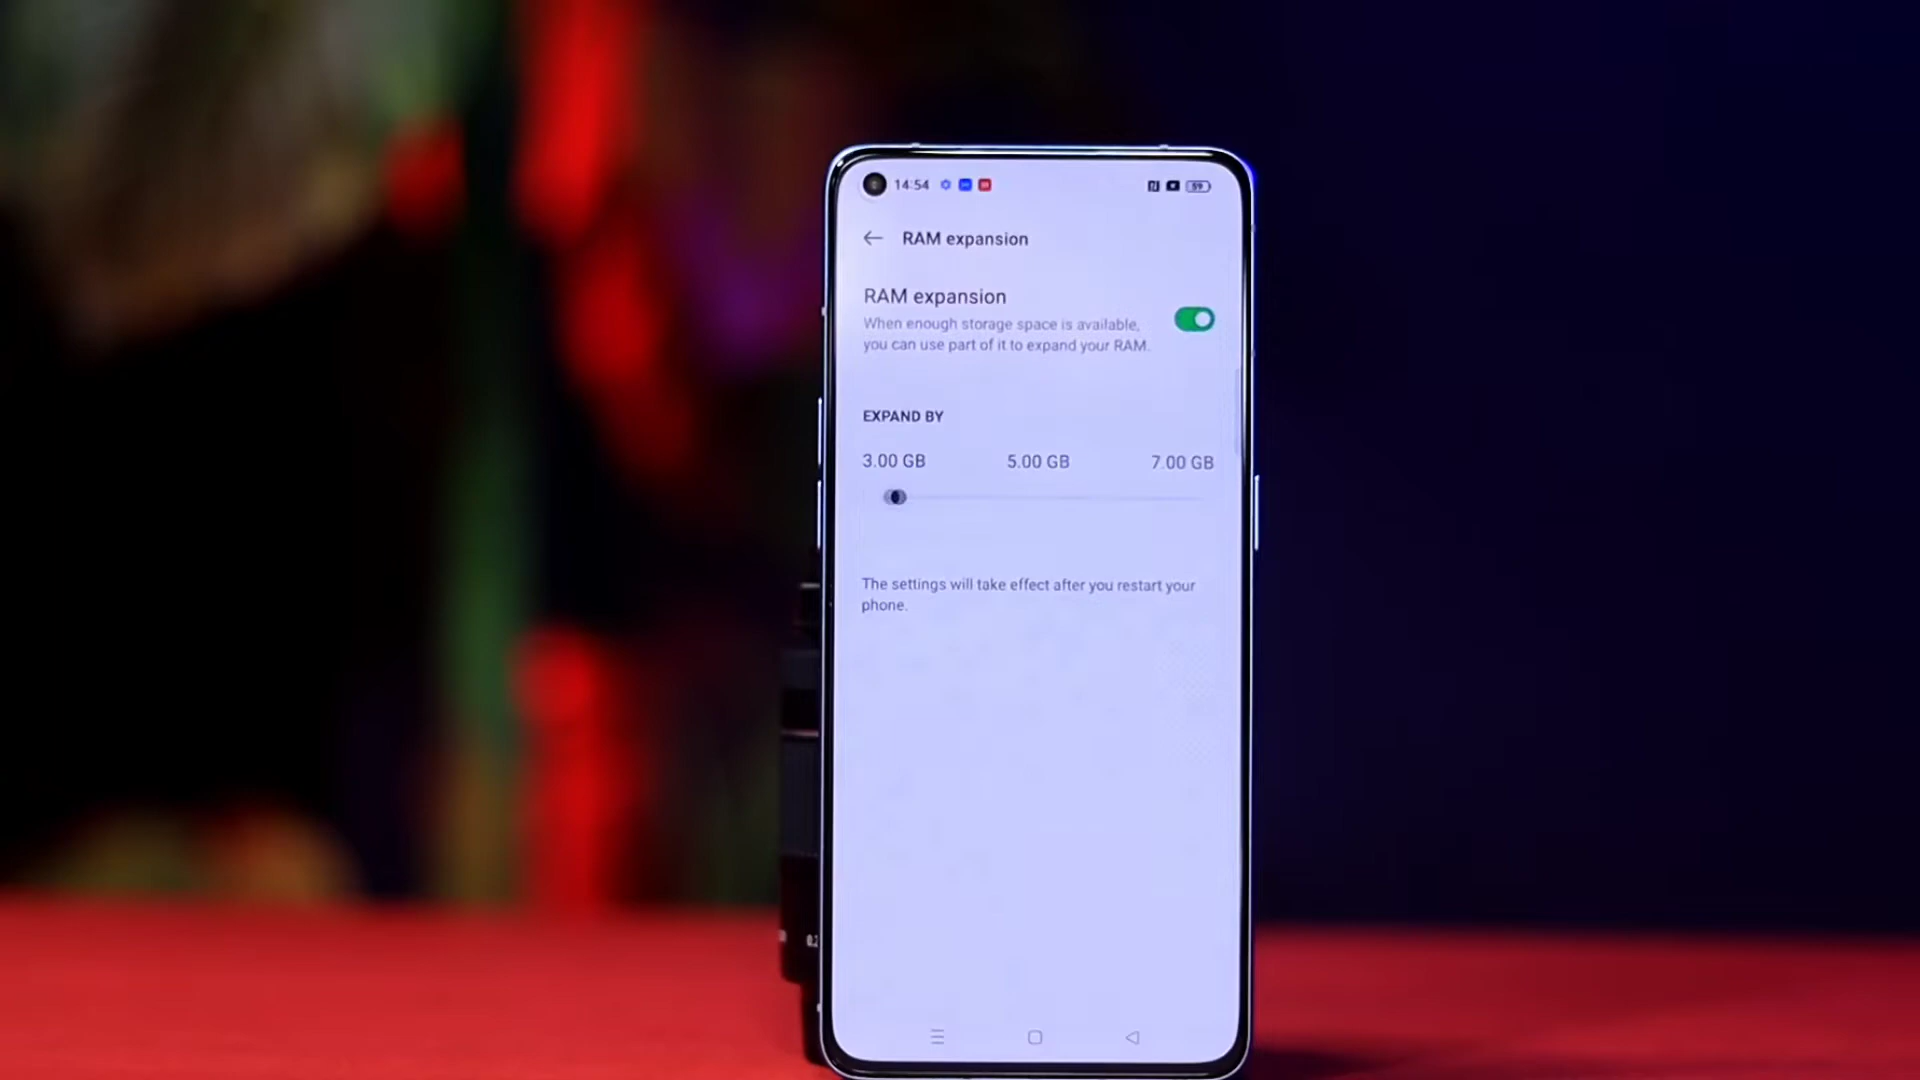 14:54
59
RAM expansion
RAM expansion
When enough storage space is available,
you can use part of it to expand your RAM.
EXPAND BY
3.00 GB 5.00 GB 7.00 GB
The settings will take effect after you restart your
phone.